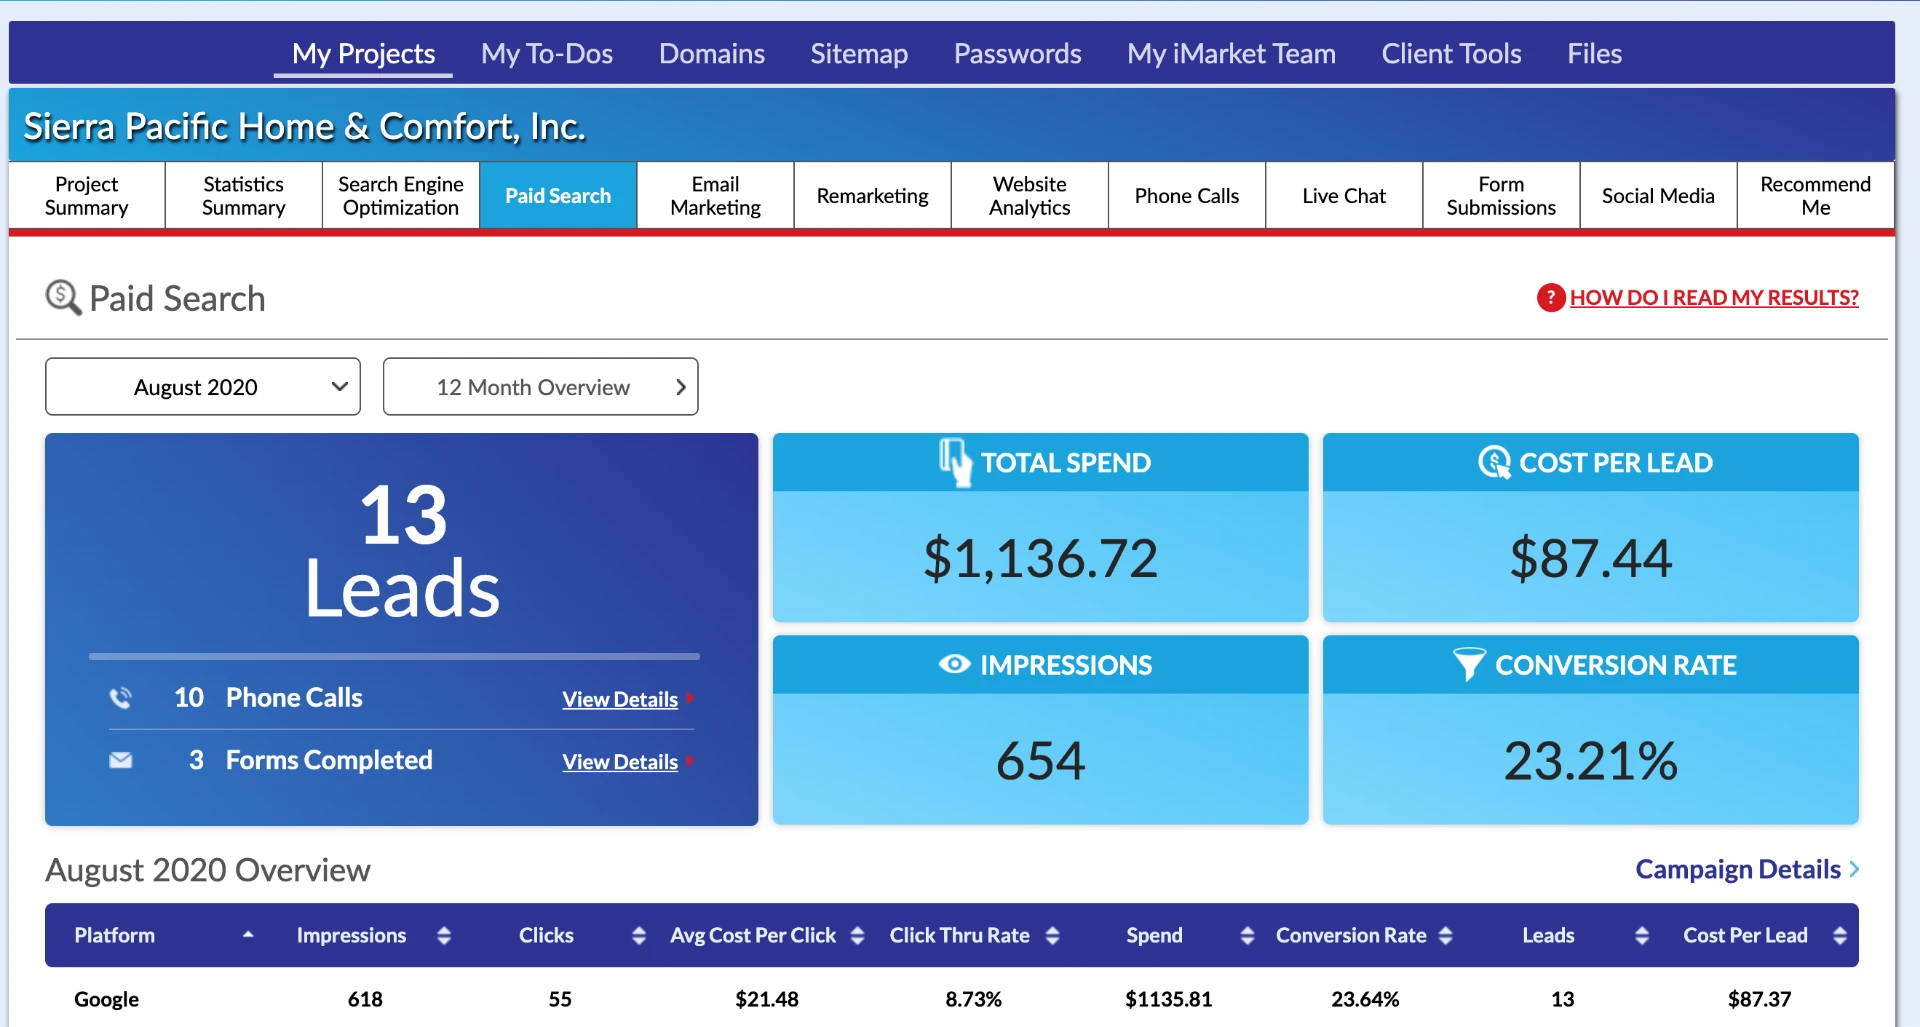 My Projects My To-Dos Domains Sitemap Passwords My iMarket Team Client Tools Files
Sierra Pacific Home & Comfort, Inc.
Project Summary
Statistics Summary
Search Engine Optimization
Paid Search
Email Marketing
Remarketing
Website Analytics
Phone Calls
Live Chat
Form Submissions
Social Media
Recommend Me
Paid Search
? HOW DO I READ MY RESULTS?
August 2020
12 Month Overview
13
Leads
10 Phone Calls View Details
3 Forms Completed View Details
TOTAL SPEND
$1,136.72
COST PER LEAD
$87.44
IMPRESSIONS
654
CONVERSION RATE
23.21%
August 2020 Overview
Campaign Details
Platform Impressions Clicks Avg Cost Per Click Click Thru Rate Spend Conversion Rate Leads Cost Per Lead
Google 618 55 $21.48 8.73% $1135.81 23.64% 13 $87.37